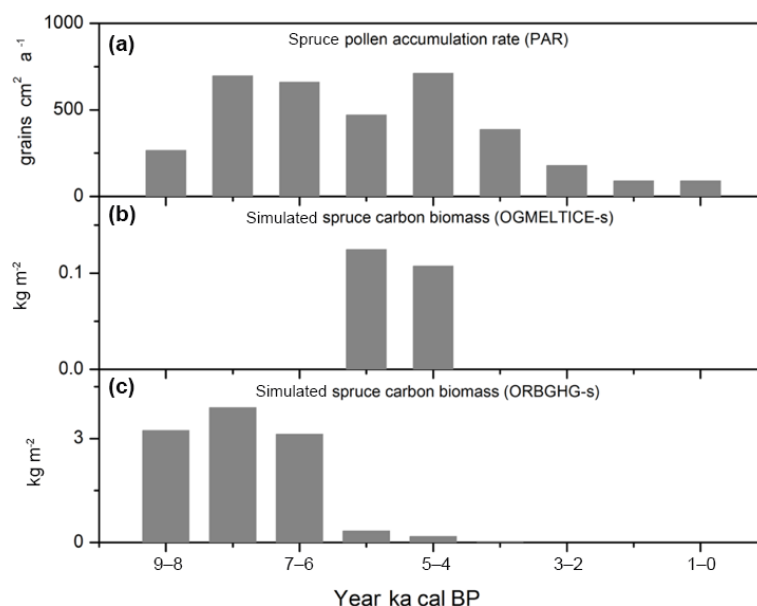 1000
(a)
Spruce pollen accumulation rate (PAR)
grains cm² a⁻¹
500
0
(b)
Simulated spruce carbon biomass (OGMELTICE-s)
kg m⁻²
0.1
0.0
(c)
Simulated spruce carbon biomass (ORBGHG-s)
kg m⁻²
3
0
9–8 7–6 5–4 3–2 1–0
Year ka cal BP